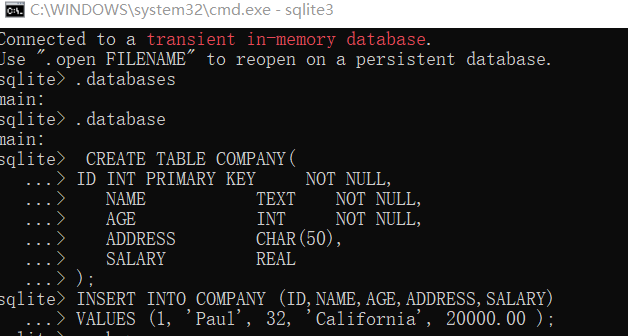 C:\WINDOWS\system32\cmd.exe - sqlite3
Connected to a transient in-memory database.
Use ".open FILENAME" to reopen on a persistent database.
sqlite> .databases
main:
sqlite> .database
main:
sqlite>  CREATE TABLE COMPANY(
   ...> ID INT PRIMARY KEY     NOT NULL,
   ...>    NAME           TEXT    NOT NULL,
   ...>    AGE            INT     NOT NULL,
   ...>    ADDRESS        CHAR(50),
   ...>    SALARY         REAL
   ...> );
sqlite> INSERT INTO COMPANY (ID,NAME,AGE,ADDRESS,SALARY)
   ...> VALUES (1, 'Paul', 32, 'California', 20000.00 );